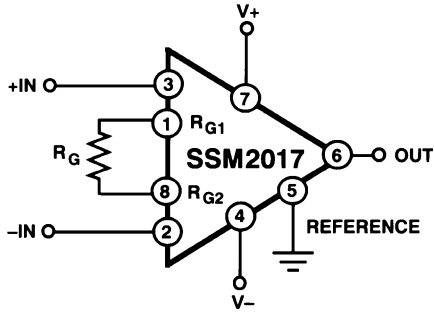 V+
+IN
3
7
1
RG1
RG
SSM2017
6
OUT
8
RG2
5
4
REFERENCE
–IN
2
V–